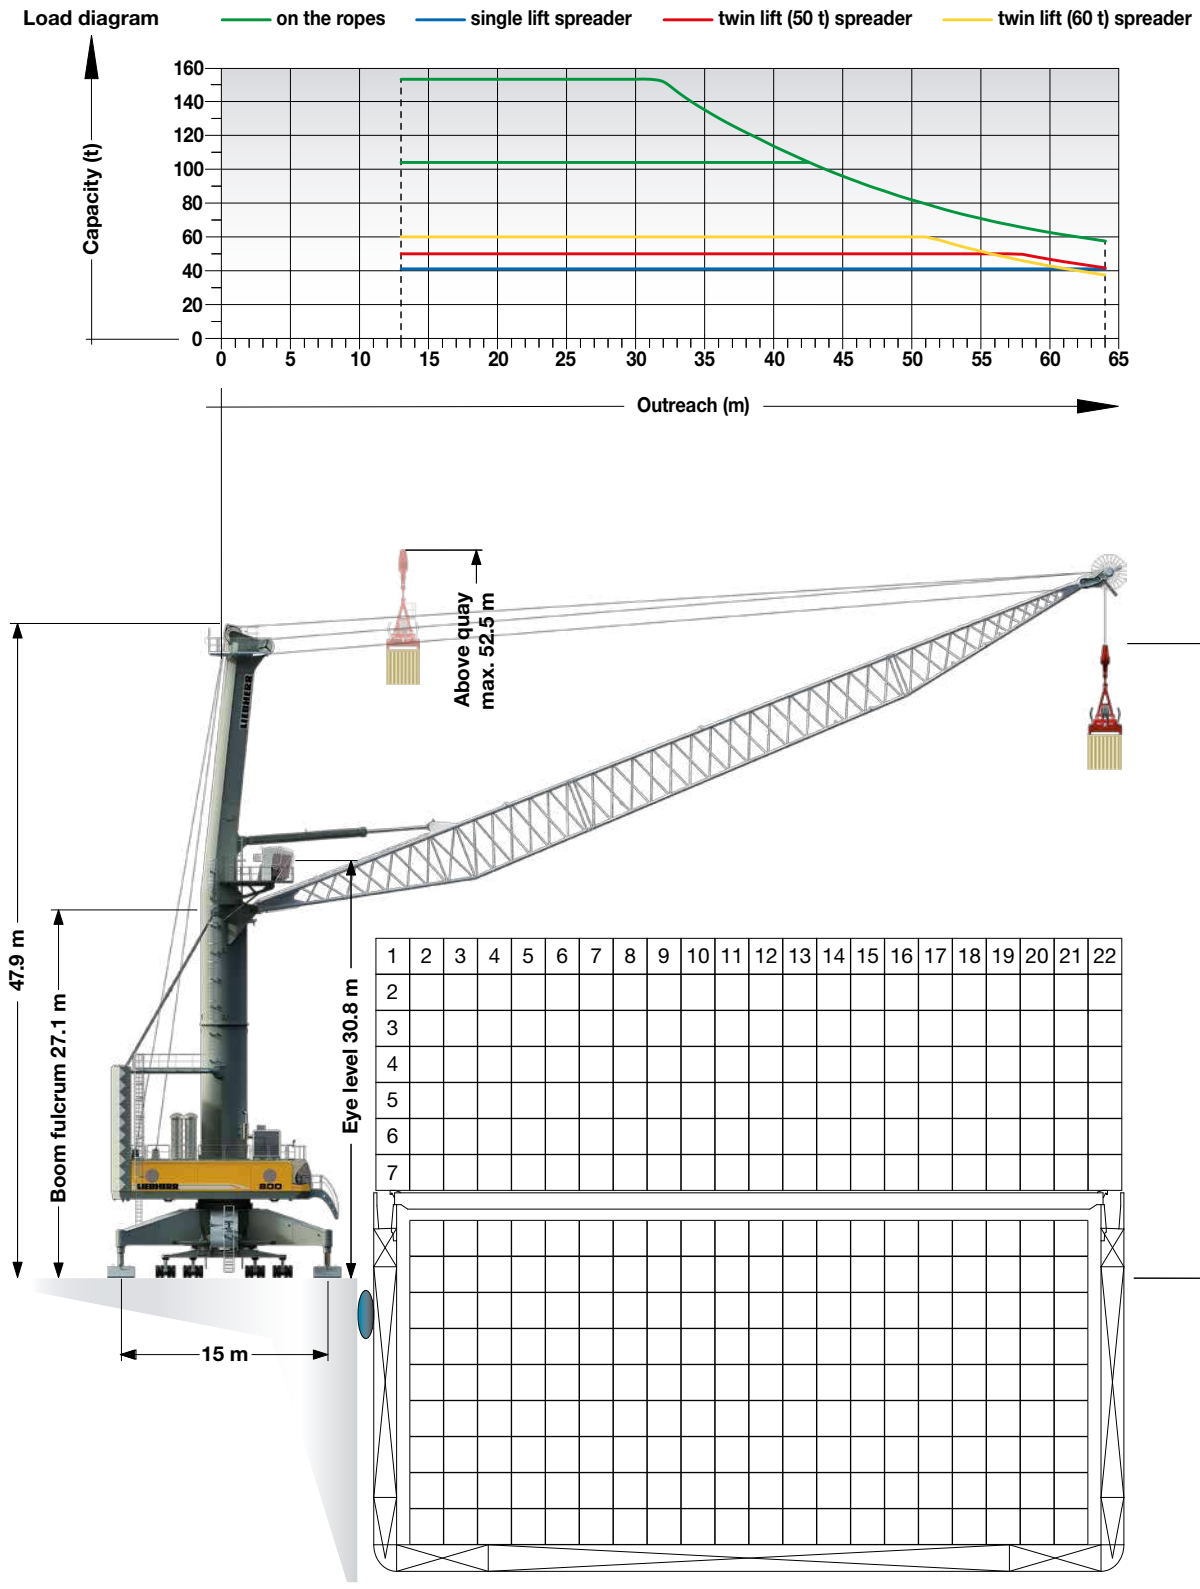 Load diagram on the ropes single lift spreader twin lift (50 t) spreader twin lift (60 t) spreader
Capacity (t)
160
140
120
100
80
60
40
20
0
0 5 10 15 20 25 30 35 40 45 50 55 60 65
Outreach (m)
Above quay
max. 52.5 m
LIEBHERR
47.9 m
Boom fulcrum 27.1 m
Eye level 30.8 m
1 2 3 4 5 6 7 8 9 10 11 12 13 14 15 16 17 18 19 20 21 22
2
3
4
5
6
7
LIEBHERR 800
15 m